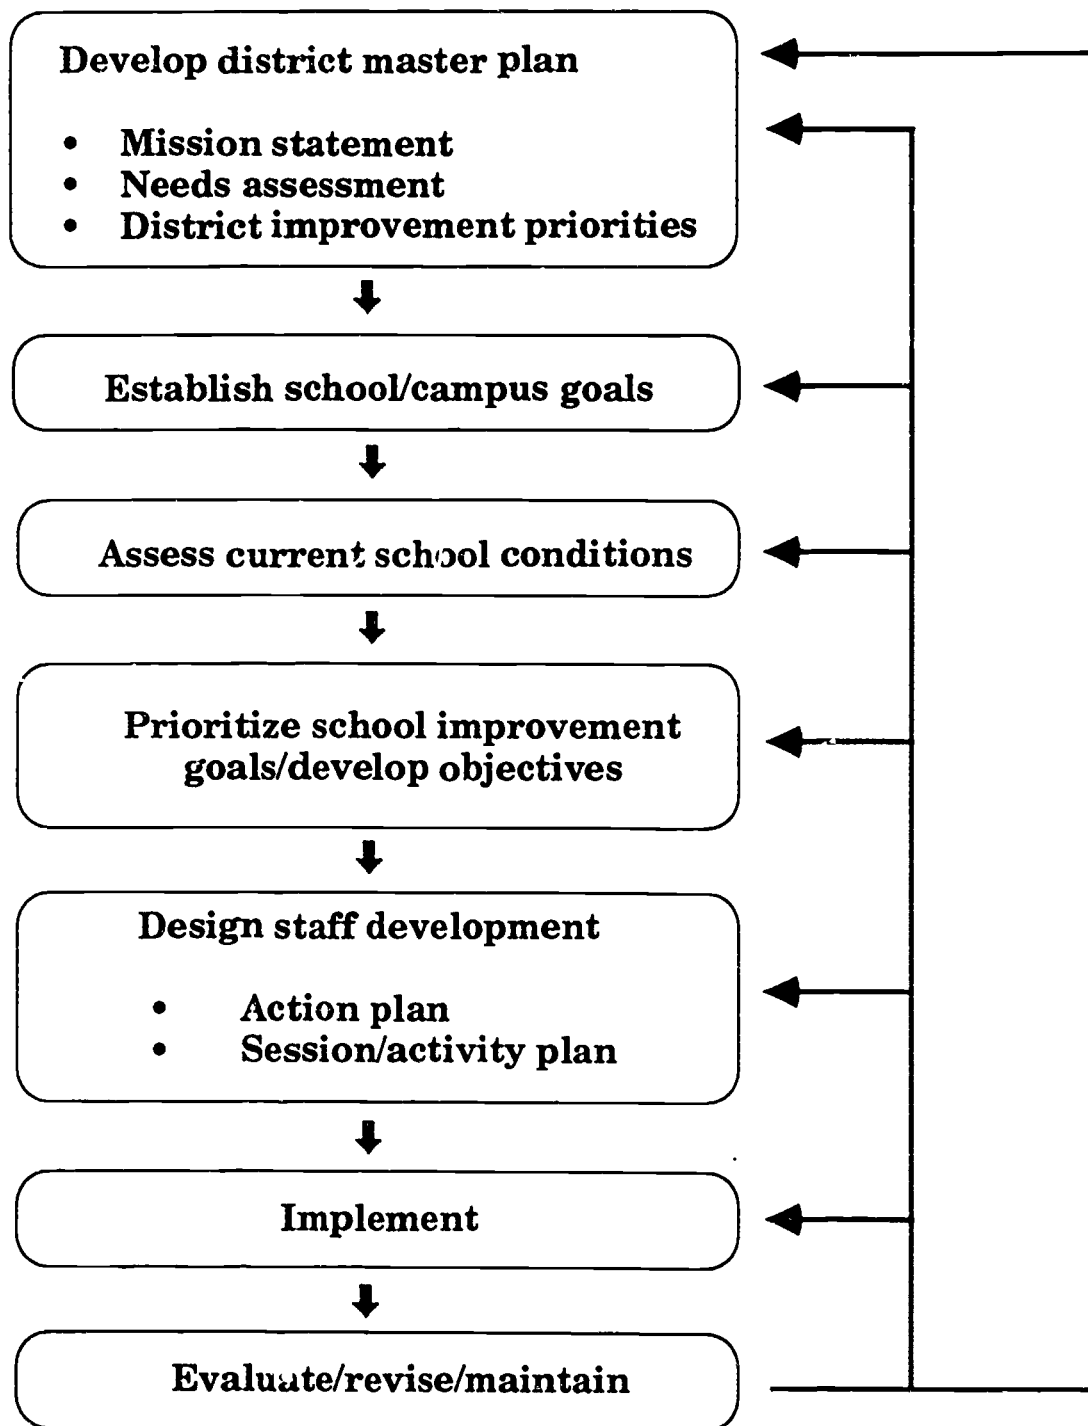 Develop district master plan
• Mission statement
• Needs assessment
• District improvement priorities
Establish school/campus goals
Assess current school conditions
Prioritize school improvement
goals/develop objectives
Design staff development
• Action plan
• Session/activity plan
Implement
Evaluate/revise/maintain